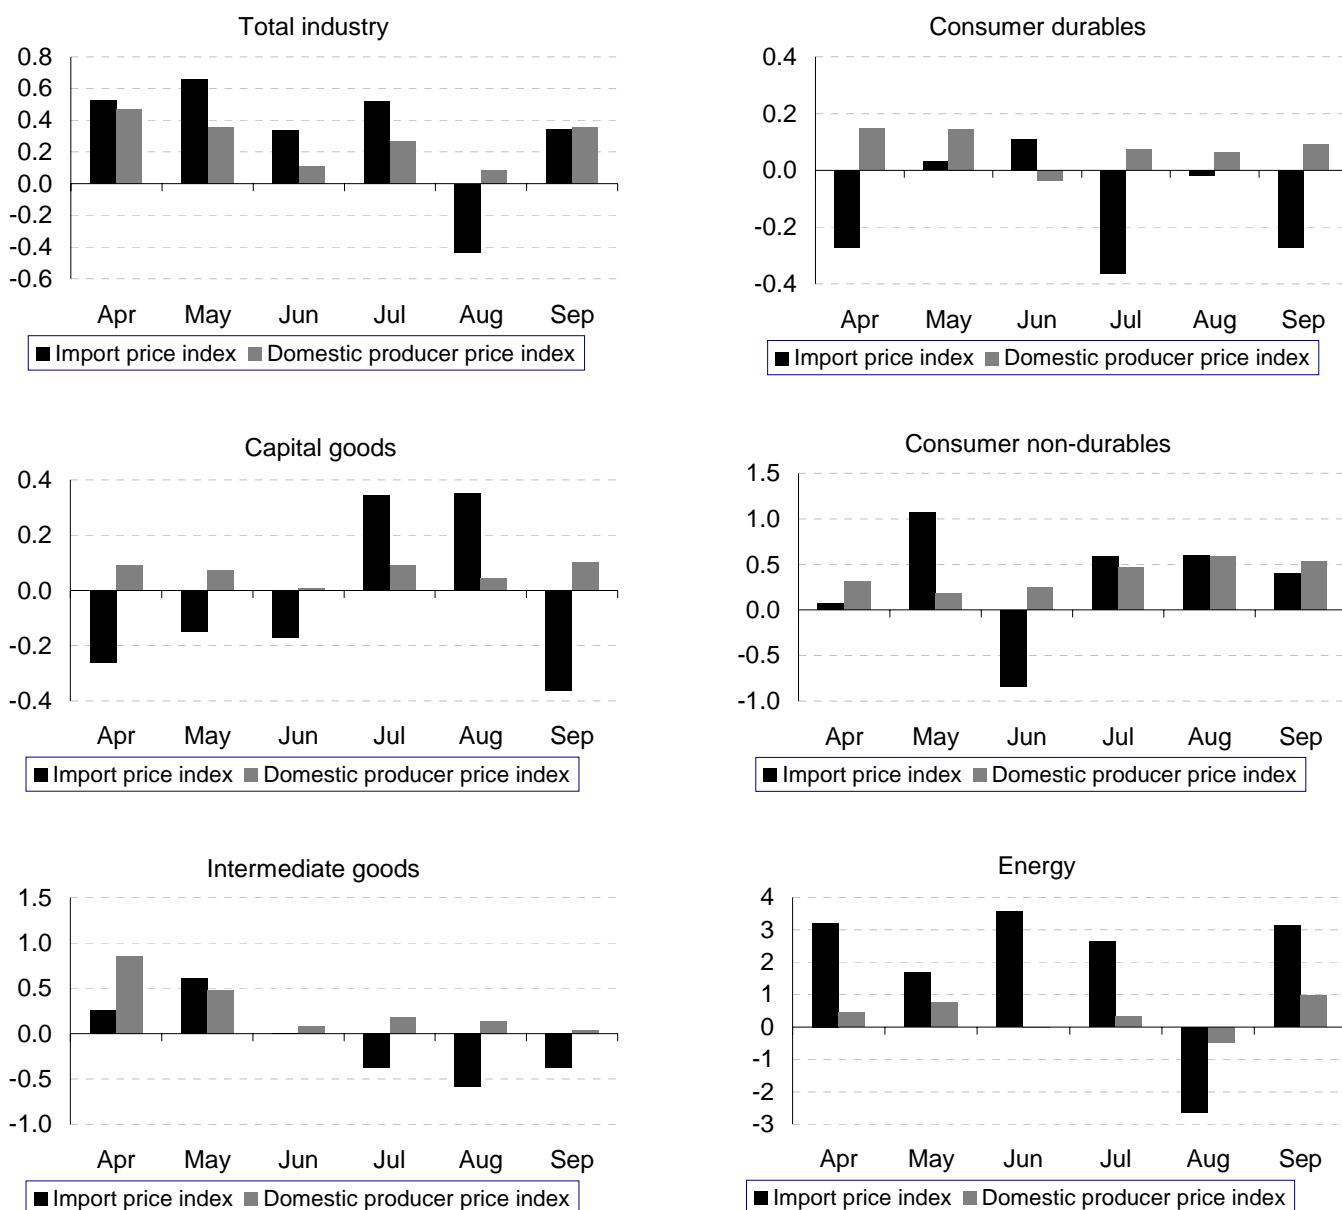 Total industry
0.8
0.6
0.4
0.2
0.0
-0.2
-0.4
-0.6
Apr May Jun Jul Aug Sep
Import price index Domestic producer price index
Consumer durables
0.4
0.2
0.0
-0.2
-0.4
Apr May Jun Jul Aug Sep
Import price index Domestic producer price index
Capital goods
0.4
0.2
0.0
-0.2
-0.4
Apr May Jun Jul Aug Sep
Import price index Domestic producer price index
Consumer non-durables
1.5
1.0
0.5
0.0
-0.5
-1.0
Apr May Jun Jul Aug Sep
Import price index Domestic producer price index
Intermediate goods
1.5
1.0
0.5
0.0
-0.5
-1.0
Apr May Jun Jul Aug Sep
Import price index Domestic producer price index
Energy
4
3
2
1
0
-1
-2
-3
Apr May Jun Jul Aug Sep
Import price index Domestic producer price index